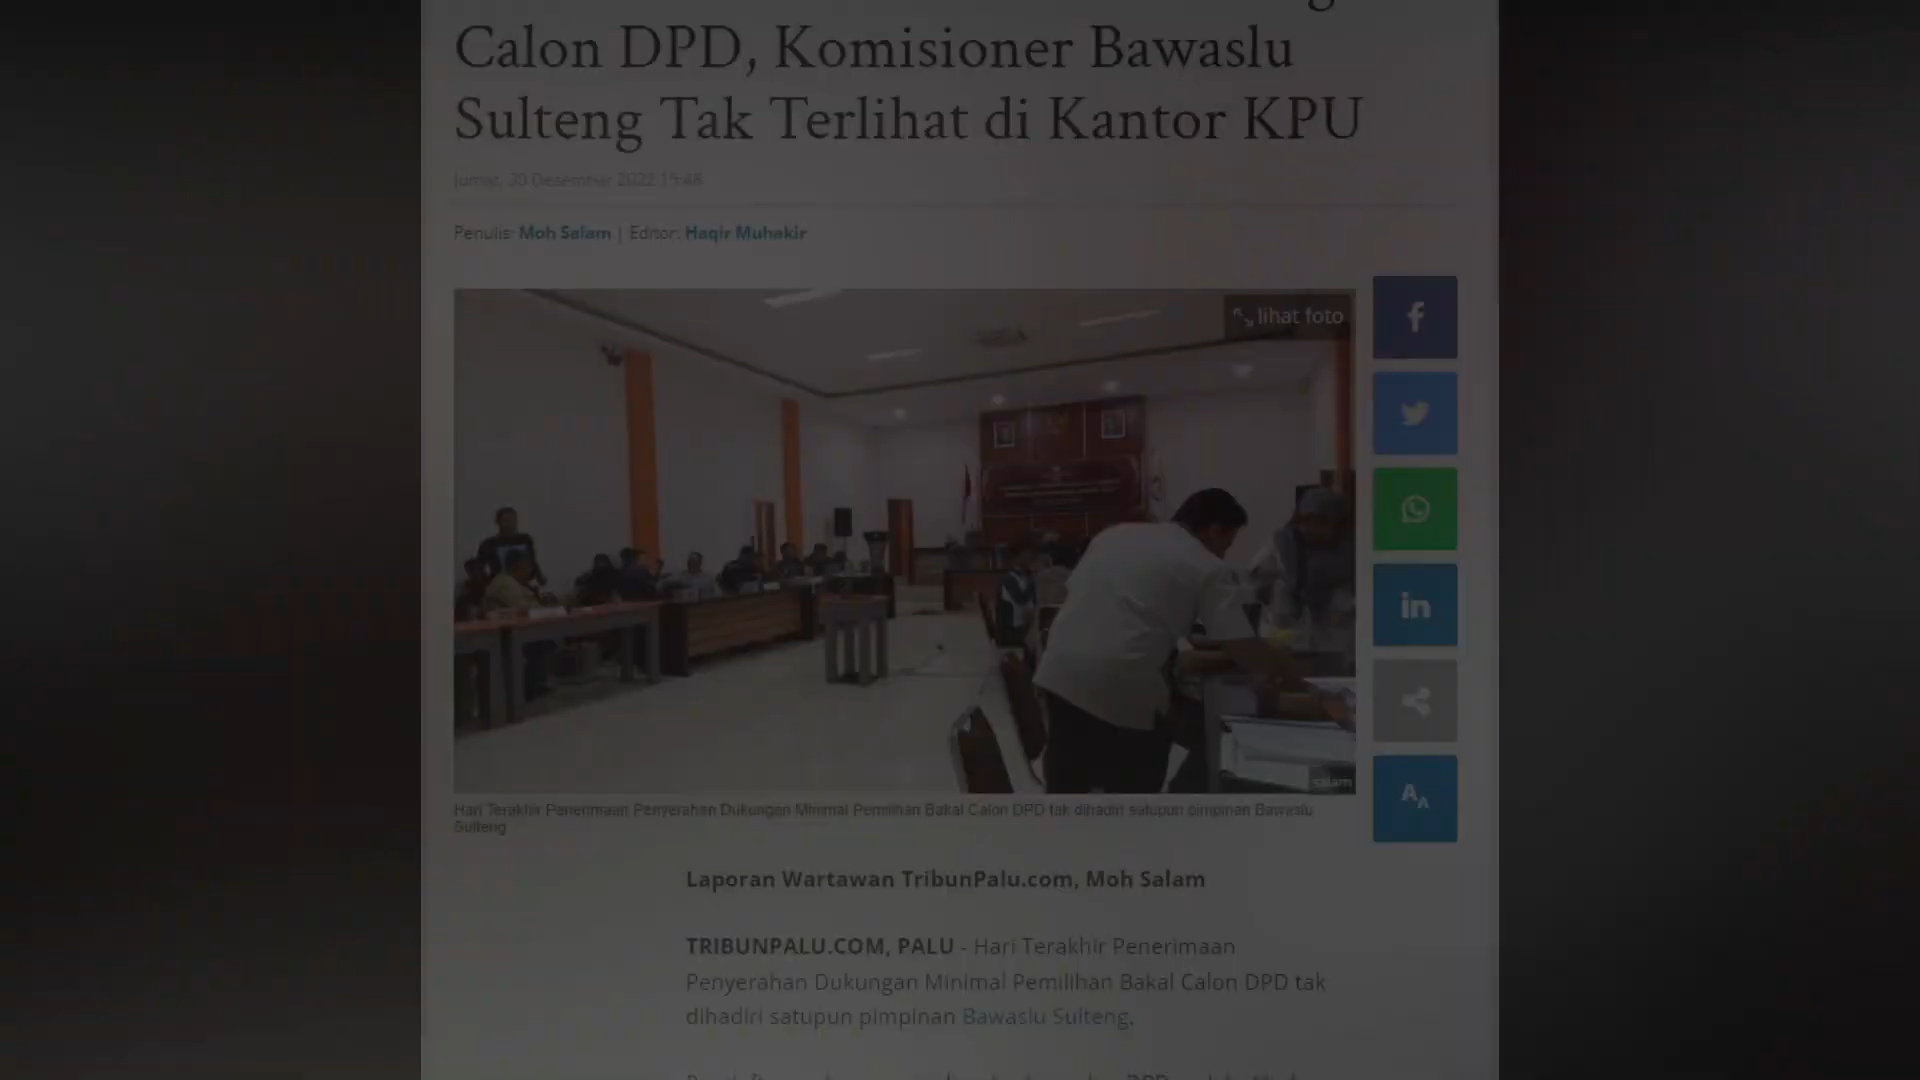 Calon DPD, Komisioner Bawaslu
Sulteng Tak Terlihat di Kantor KPU
Jumat, 30 Desember 2022 15:48
Penulis: Moh Salam | Editor: Haqir Muhakir
lihat foto
salam
Hari Terakhir Penerimaan Penyerahan Dukungan Minimal Pemilihan Bakal Calon DPD tak dihadiri satupun pimpinan Bawaslu
Sulteng
Laporan Wartawan TribunPalu.com, Moh Salam
TRIBUNPALU.COM, PALU - Hari Terakhir Penerimaan
Penyerahan Dukungan Minimal Pemilihan Bakal Calon DPD tak
dihadiri satupun pimpinan Bawaslu Sulteng.